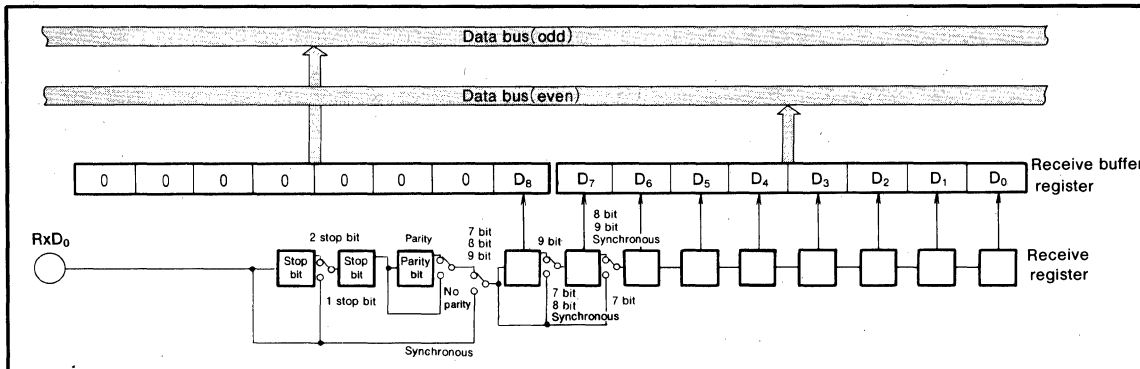 Data bus(odd)
Data bus(even)
0 0 0 0 0 0 0 D8 D7 D6 D5 D4 D3 D2 D1 D0
Receive buffer
register
RxD0
2 stop bit
Parity
7 bit
8 bit
9 bit
9 bit
8 bit
9 bit
Synchronous
Stop
bit
Stop
bit
Parity
bit
Receive
register
1 stop bit
No
parity
7 bit
8 bit
Synchronous
7 bit
Synchronous